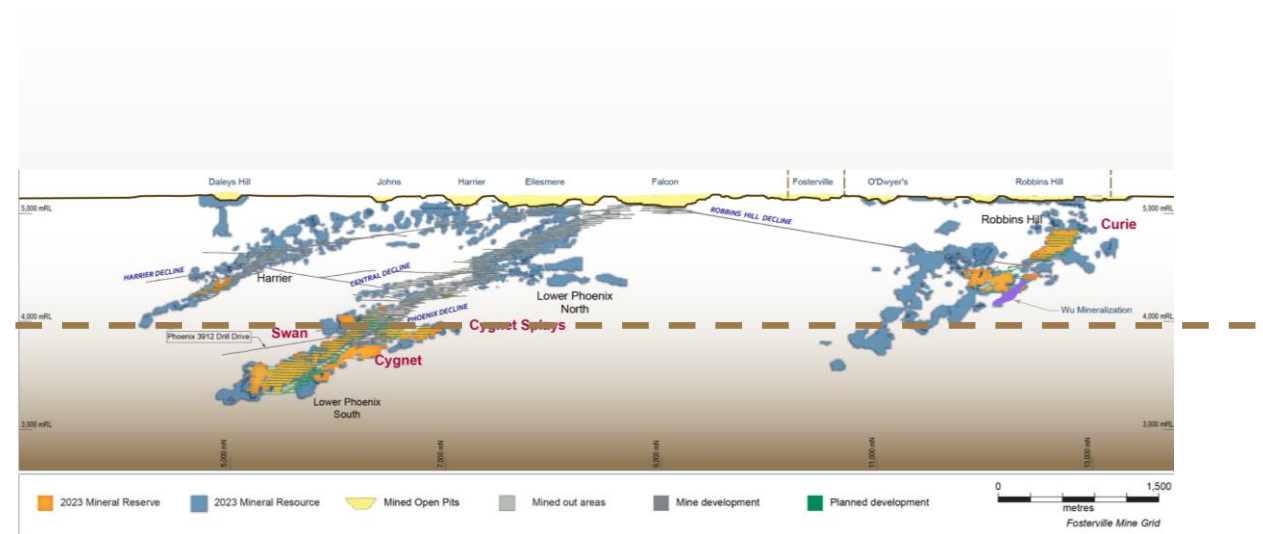 Daleys Hill Johns Harrier Ellesmere Falcon Fosterville O'Dwyer's Robbins Hill
5,000 mRL 5,000 mRL
ROBBINS HILL DECLINE
Robbins Hill
Curie
HARRIER DECLINE
Harrier
CENTRAL DECLINE
Lower Phoenix
North
Wu Mineralization
PHOENIX DECLINE
4,000 mRL 4,000 mRL
Swan
Cygnet Splays
Phoenix 3912 Drill Drive
Cygnet
Lower Phoenix
South
3,000 mRL 3,000 mRL
5,000 mN 7,000 mN 9,000 mN 11,000 mN 13,000 mN
2023 Mineral Reserve 2023 Mineral Resource Mined Open Pits Mined out areas Mine development Planned development
0 1,500
metres
Fosterville Mine Grid